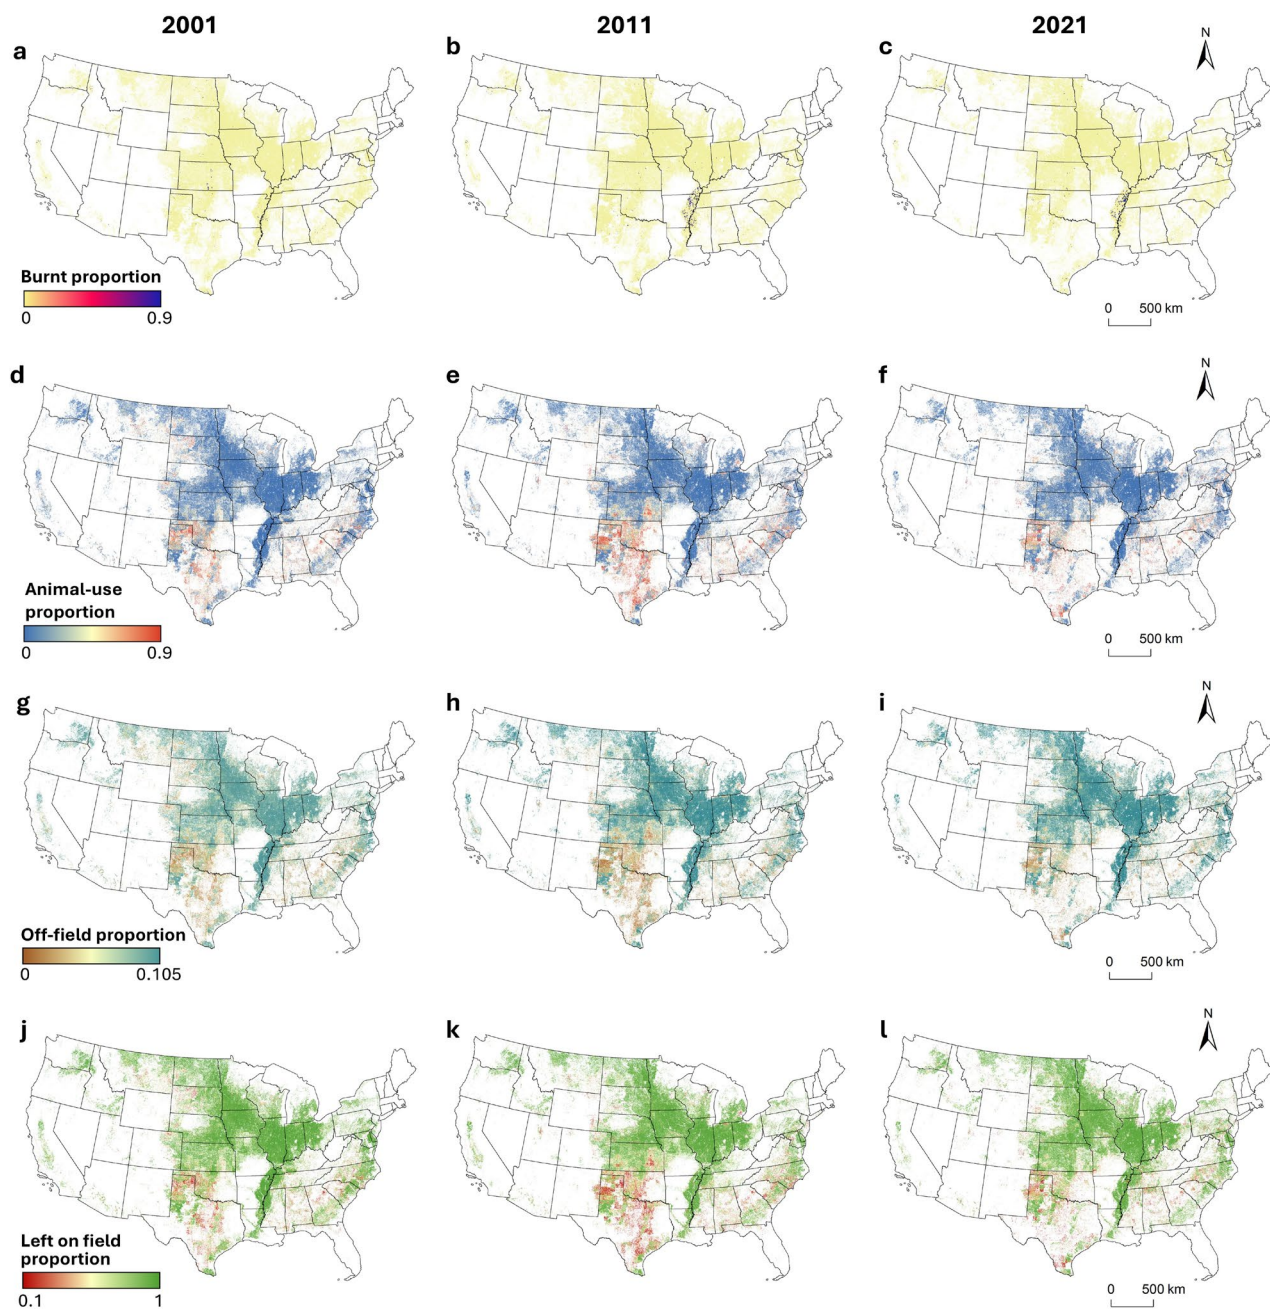 2001
2011
2021
a
b
c
N
Burnt proportion
0
0.9
0
500 km
d
e
f
N
Animal-use
proportion
0
0.9
0
500 km
g
h
i
N
Off-field proportion
0
0.105
0
500 km
j
k
l
N
Left on field
proportion
0.1
1
0
500 km